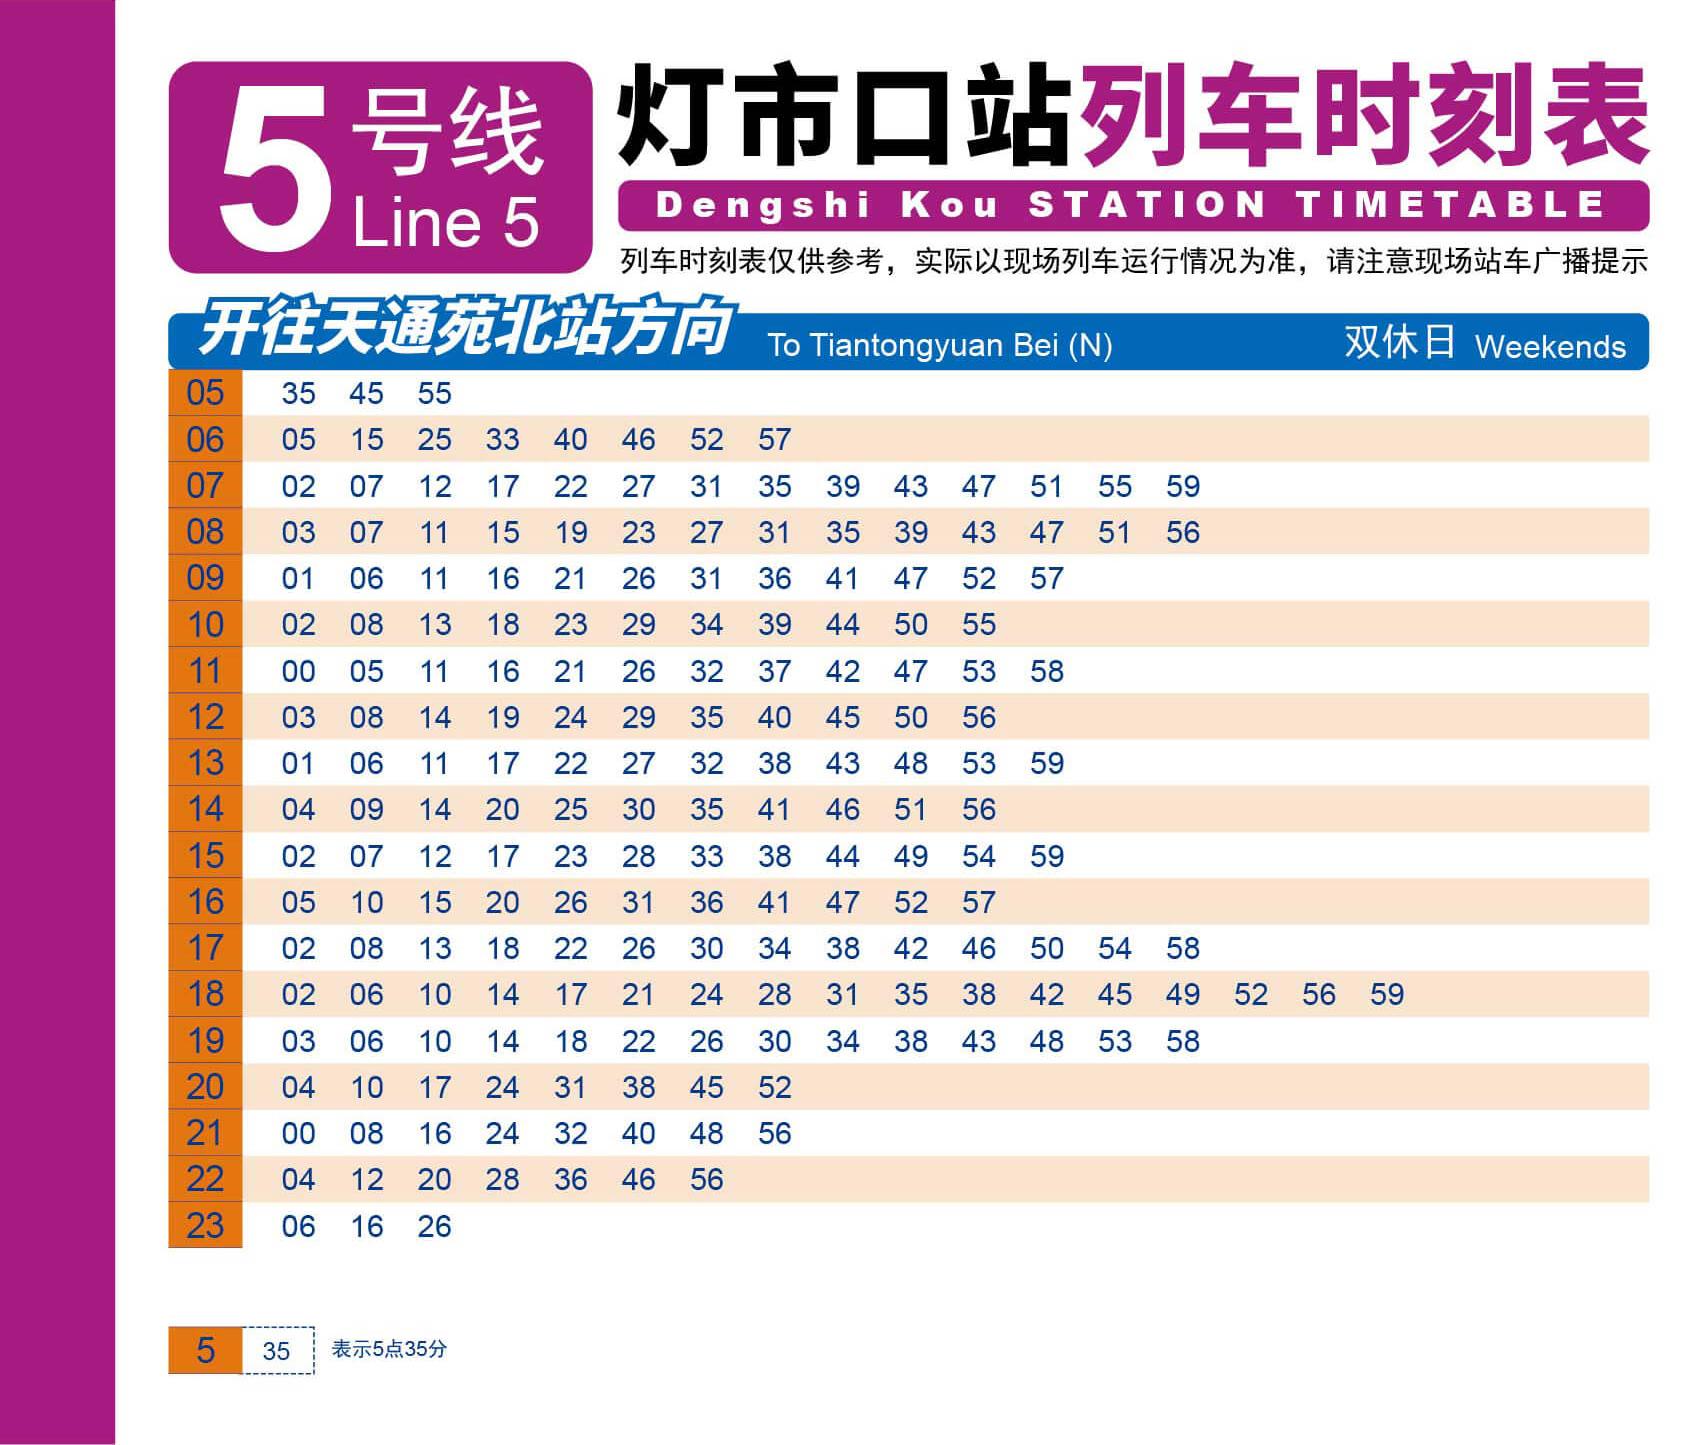 5号线
Line 5
灯市口站列车时刻表
Dengshi Kou STATION TIMETABLE
列车时刻表仅供参考，实际以现场列车运行情况为准，请注意现场站车广播提示
开往天通苑北站方向 To Tiantongyuan Bei (N) 双休日 Weekends
05 35 45 55
06 05 15 25 33 40 46 52 57
07 02 07 12 17 22 27 31 35 39 43 47 51 55 59
08 03 07 11 15 19 23 27 31 35 39 43 47 51 56
09 01 06 11 16 21 26 31 36 41 47 52 57
10 02 08 13 18 23 29 34 39 44 50 55
11 00 05 11 16 21 26 32 37 42 47 53 58
12 03 08 14 19 24 29 35 40 45 50 56
13 01 06 11 17 22 27 32 38 43 48 53 59
14 04 09 14 20 25 30 35 41 46 51 56
15 02 07 12 17 23 28 33 38 44 49 54 59
16 05 10 15 20 26 31 36 41 47 52 57
17 02 08 13 18 22 26 30 34 38 42 46 50 54 58
18 02 06 10 14 17 21 24 28 31 35 38 42 45 49 52 56 59
19 03 06 10 14 18 22 26 30 34 38 43 48 53 58
20 04 10 17 24 31 38 45 52
21 00 08 16 24 32 40 48 56
22 04 12 20 28 36 46 56
23 06 16 26
5 35 表示5点35分